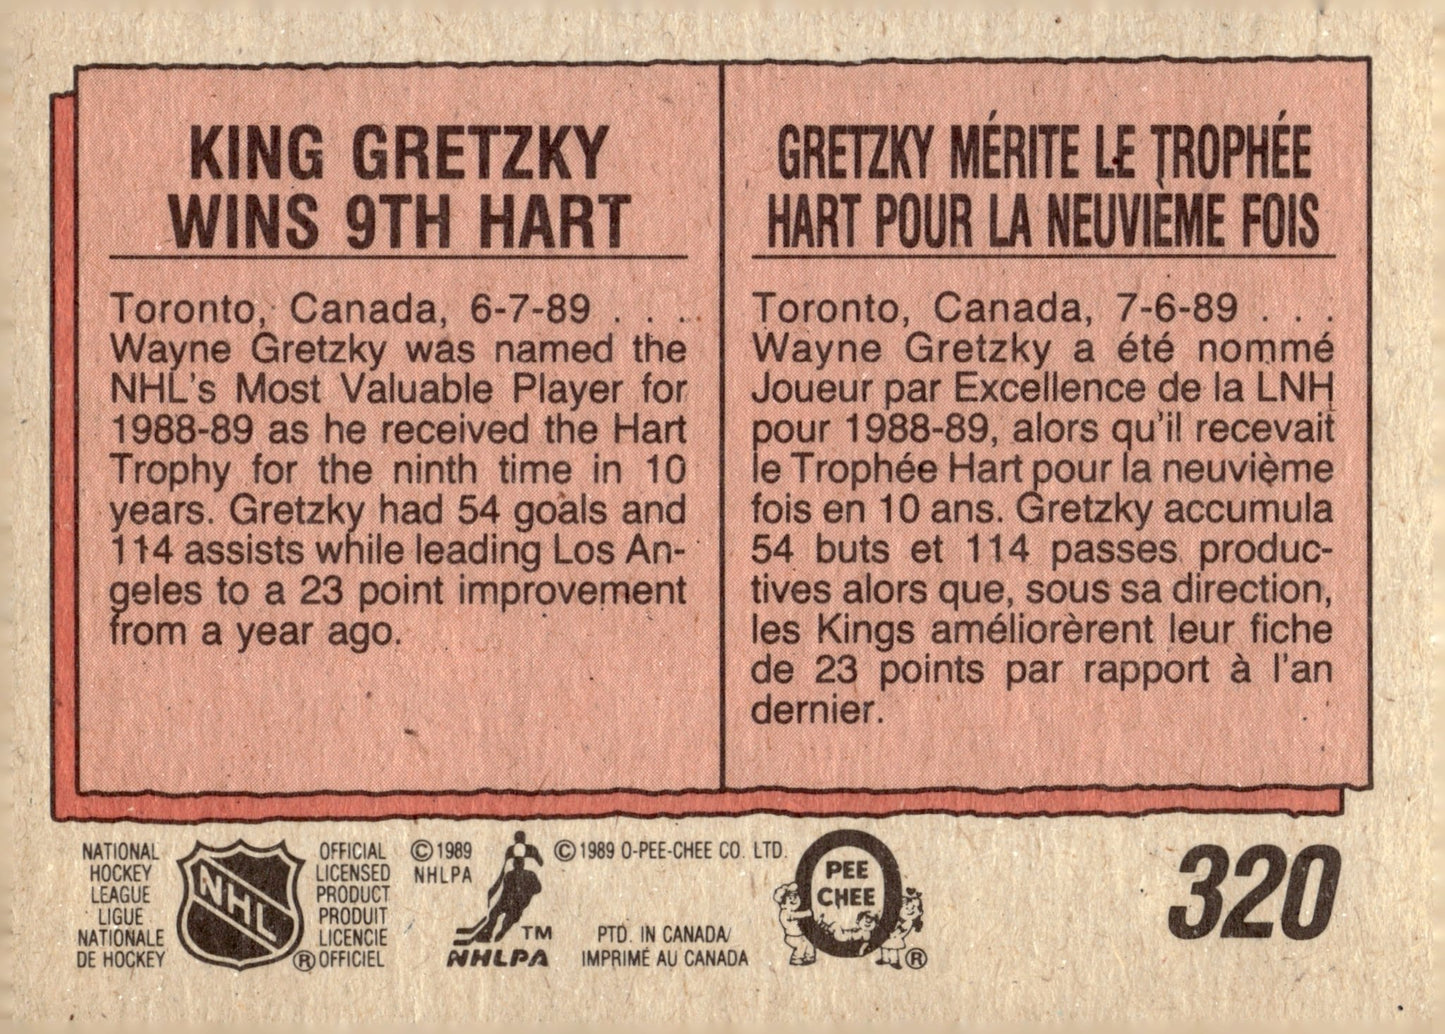 KING GRETZKY
WINS 9TH HART
Toronto, Canada, 6-7-89 . . .
Wayne Gretzky was named the
NHL's Most Valuable Player for
1988-89 as he received the Hart
Trophy for the ninth time in 10
years. Gretzky had 54 goals and
114 assists while leading Los An-
geles to a 23 point improvement
from a year ago.
GRETZKY MÉRITE LE TROPHÉE
HART POUR LA NEUVIÈME FOIS
Toronto, Canada, 7-6-89 . . .
Wayne Gretzky a été nommé
Joueur par Excellence de la LNH
pour 1988-89, alors qu'il recevait
le Trophée Hart pour la neuvième
fois en 10 ans. Gretzky accumula
54 buts et 114 passes produc-
tives alors que, sous sa direction,
les Kings améliorèrent leur fiche
de 23 points par rapport à l'an
dernier.
NATIONAL
HOCKEY
LEAGUE
LIGUE
NATIONALE
DE HOCKEY
NHL
®
OFFICIAL
LICENSED
PRODUCT
PRODUIT
LICENCIE
OFFICIEL
© 1989
NHLPA
TM
NHLPA
© 1989 O-PEE-CHEE CO. LTD.
PTD. IN CANADA/
IMPRIMÉ AU CANADA
O
PEE
CHEE
®
320